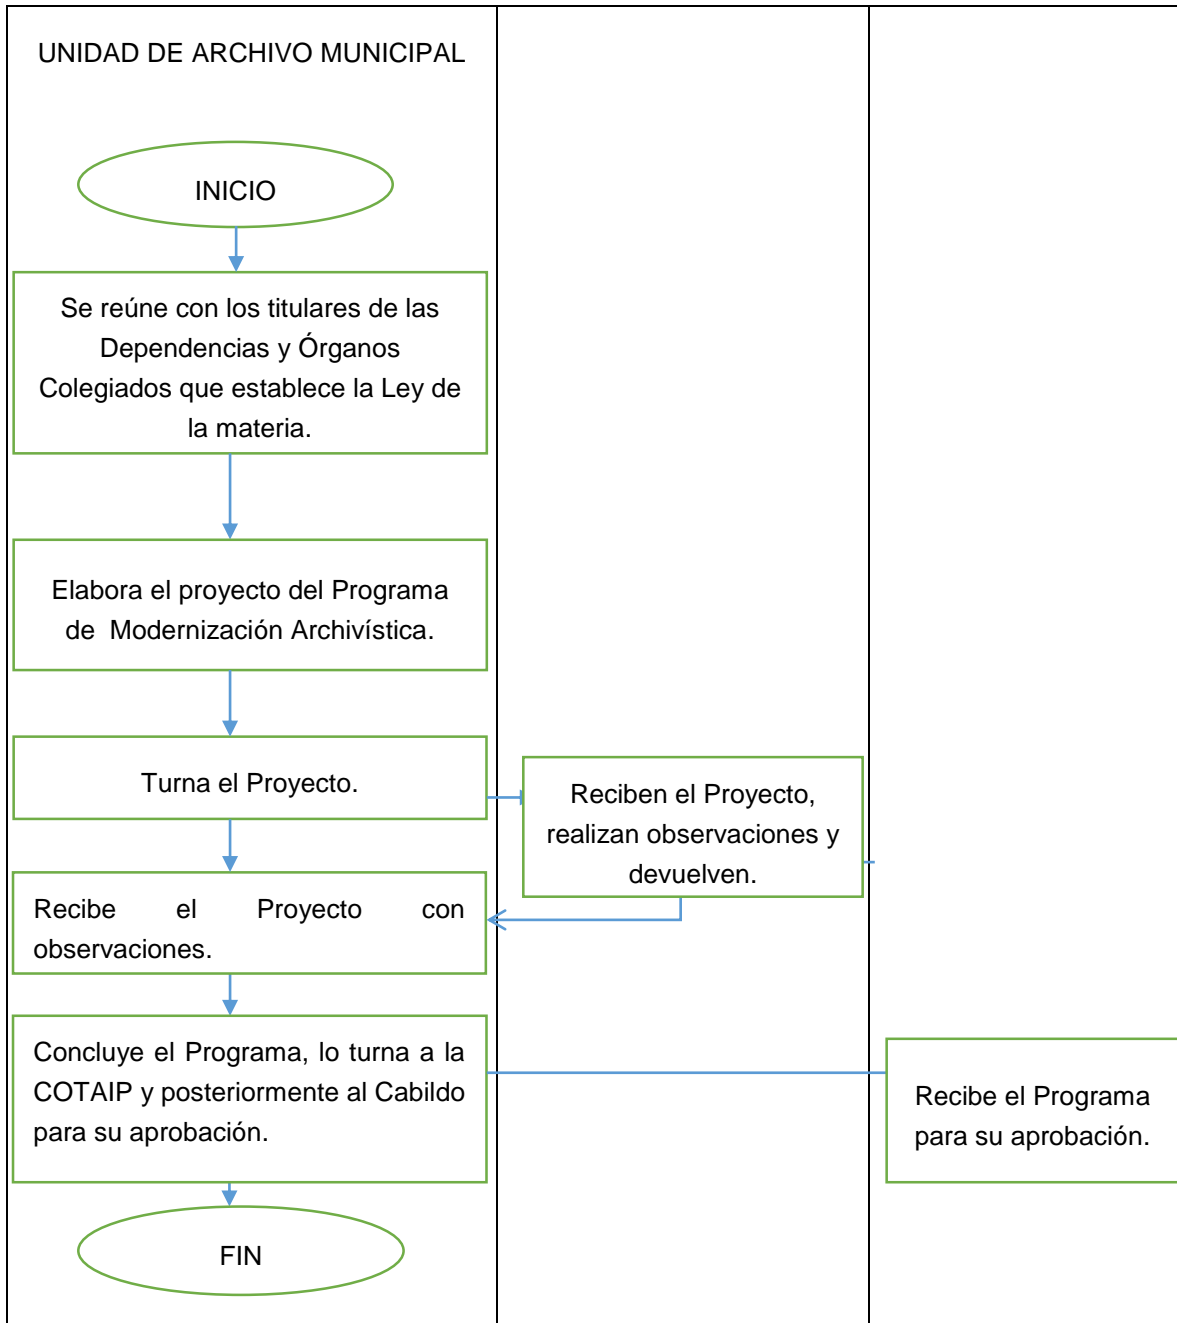 UNIDAD DE ARCHIVO MUNICIPAL
INICIO
Se reúne con los titulares de las
Dependencias y Órganos
Colegiados que establece la Ley de
la materia.
Elabora el proyecto del Programa
de Modernización Archivística.
Turna el Proyecto.
Reciben el Proyecto,
realizan observaciones y
devuelven.
Recibe el Proyecto con
observaciones.
Concluye el Programa, lo turna a la
COTAIP y posteriormente al Cabildo
para su aprobación.
Recibe el Programa
para su aprobación.
FIN